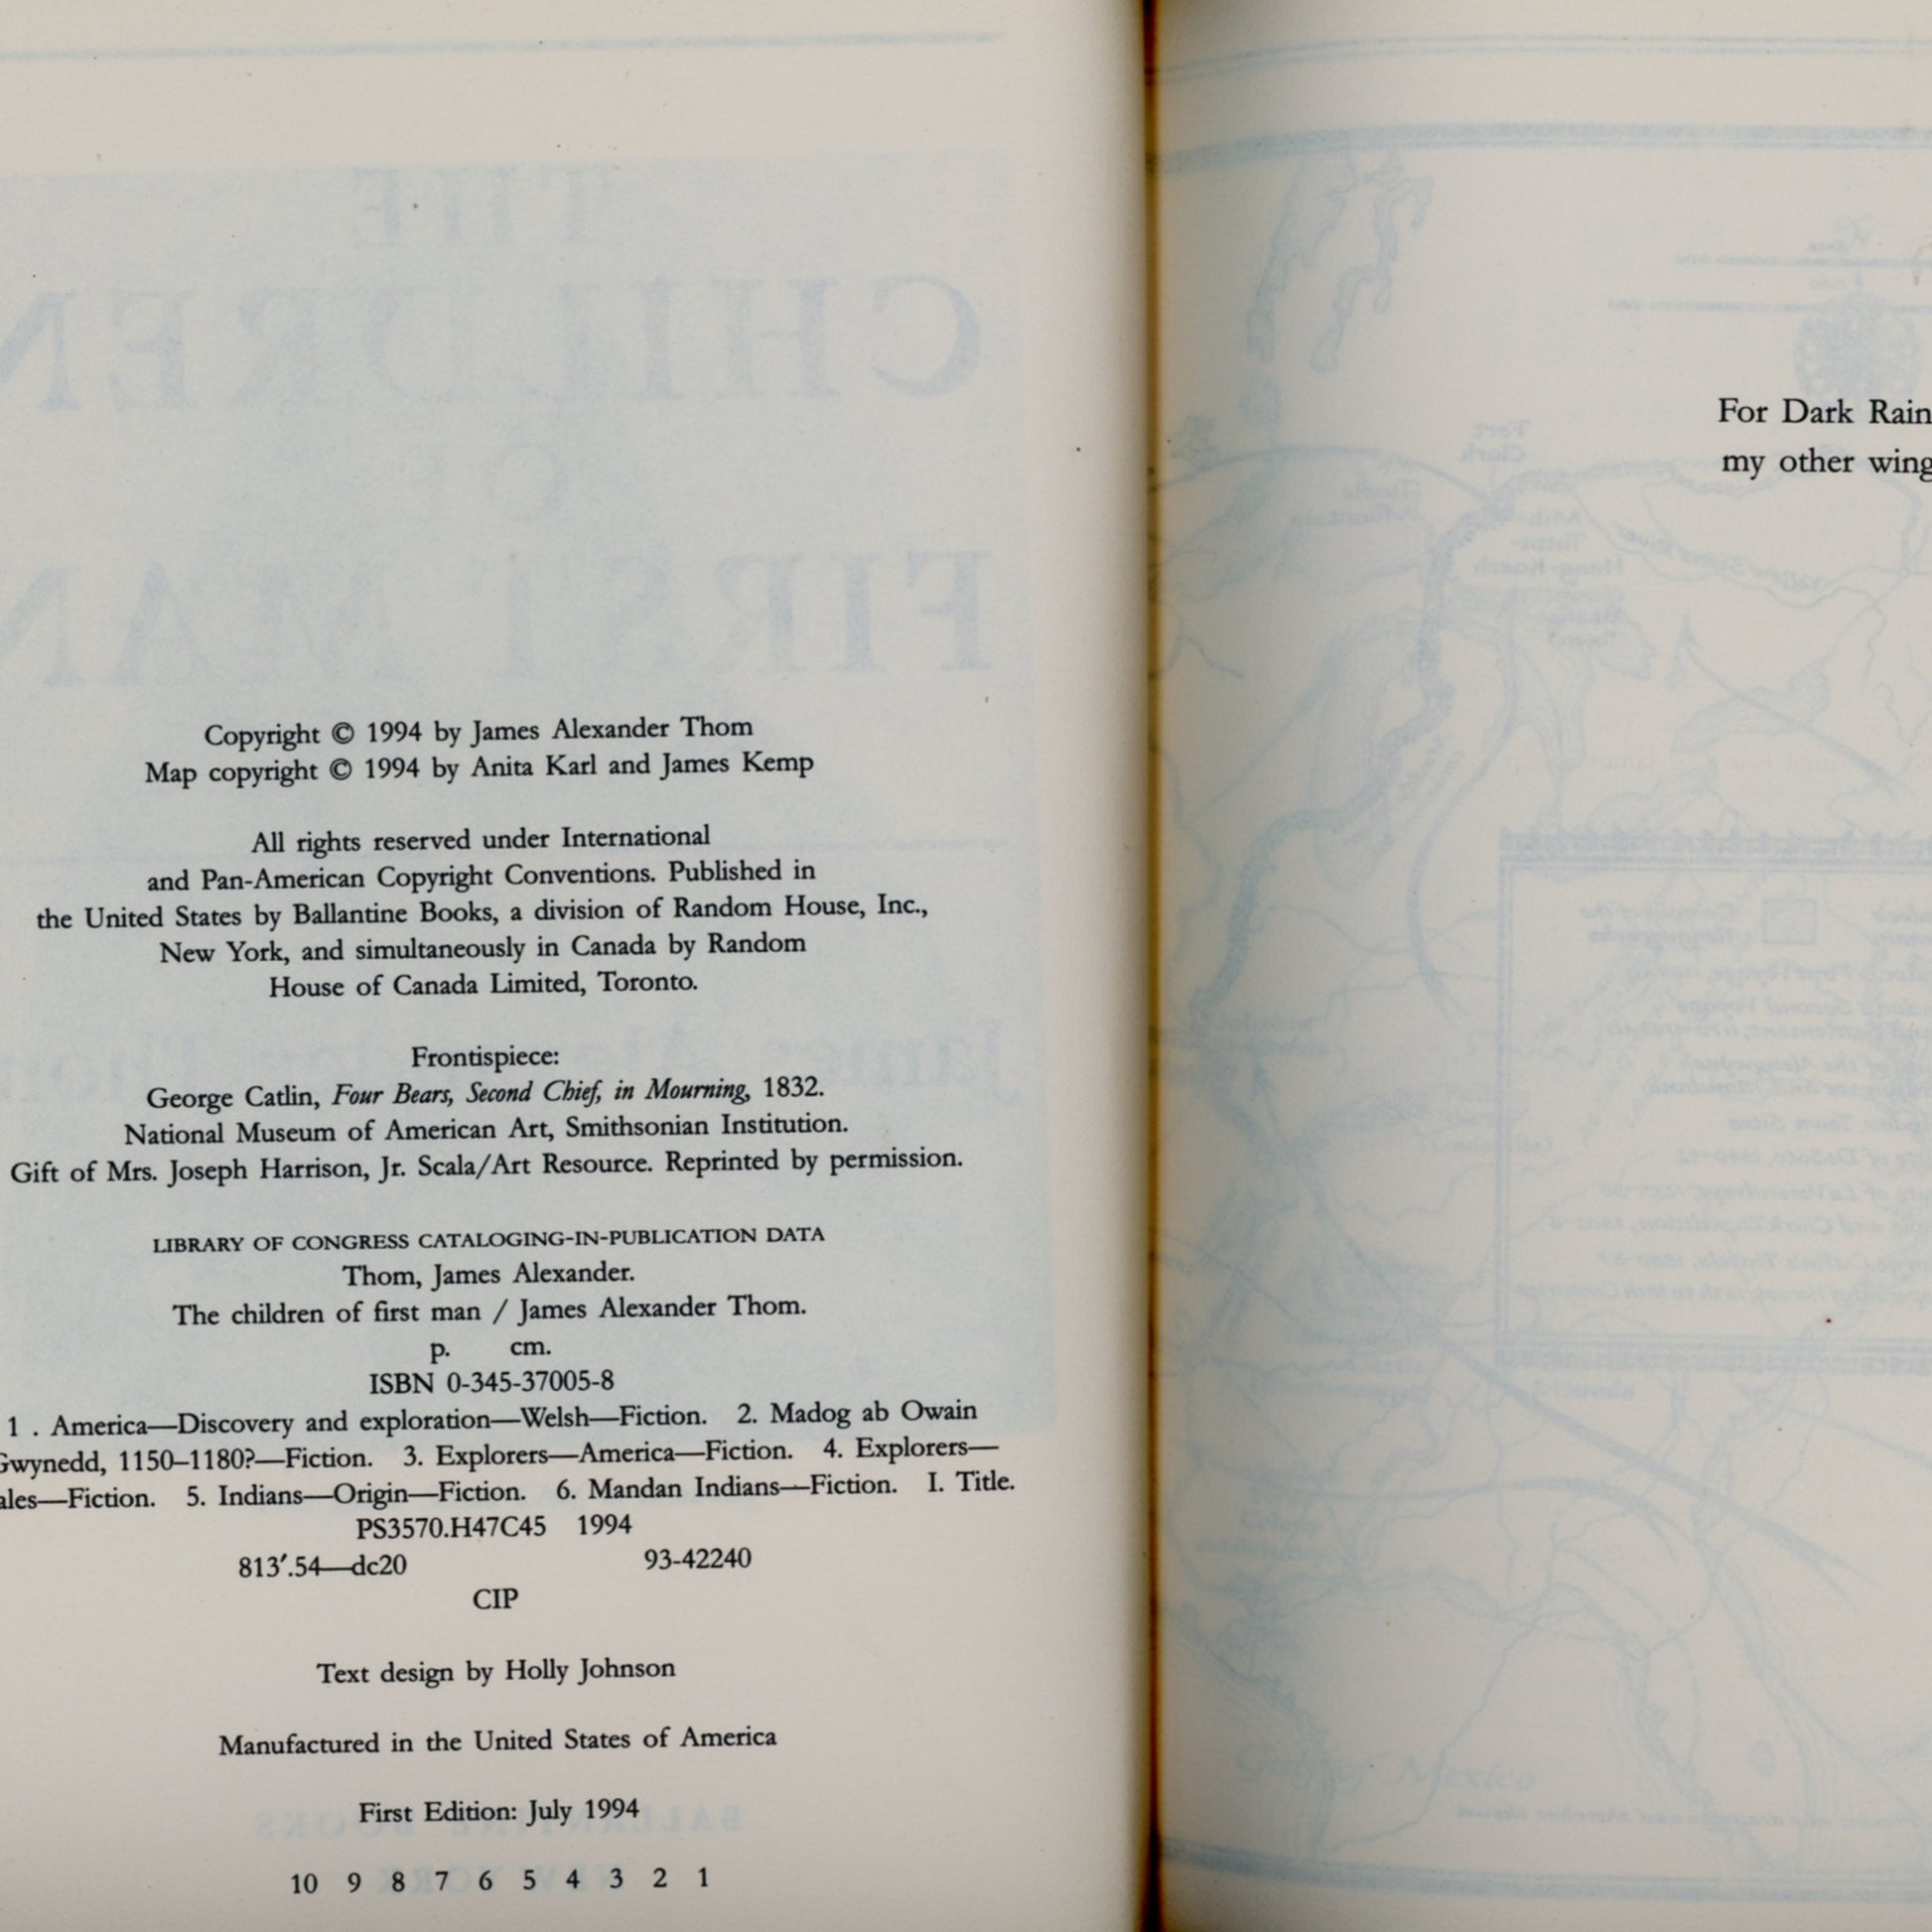 Copyright © 1994 by James Alexander Thom
Map copyright © 1994 by Anita Karl and James Kemp
All rights reserved under International
and Pan-American Copyright Conventions. Published in
the United States by Ballantine Books, a division of Random House, Inc.,
New York, and simultaneously in Canada by Random
House of Canada Limited, Toronto.
Frontispiece:
George Catlin, Four Bears, Second Chief, in Mourning, 1832.
National Museum of American Art, Smithsonian Institution.
Gift of Mrs. Joseph Harrison, Jr. Scala/Art Resource. Reprinted by permission.
LIBRARY OF CONGRESS CATALOGING-IN-PUBLICATION DATA
Thom, James Alexander.
The children of first man / James Alexander Thom.
p. cm.
ISBN 0-345-37005-8
1 . America—Discovery and exploration—Welsh—Fiction. 2. Madog ab Owain
Gwynedd, 1150–1180?—Fiction. 3. Explorers—America—Fiction. 4. Explorers—
ales—Fiction. 5. Indians—Origin—Fiction. 6. Mandan Indians—Fiction. I. Title.
PS3570.H47C45 1994
813′.54—dc20 93-42240
CIP
Text design by Holly Johnson
Manufactured in the United States of America
First Edition: July 1994
10 9 8 7 6 5 4 3 2 1
For Dark Rain
my other wing